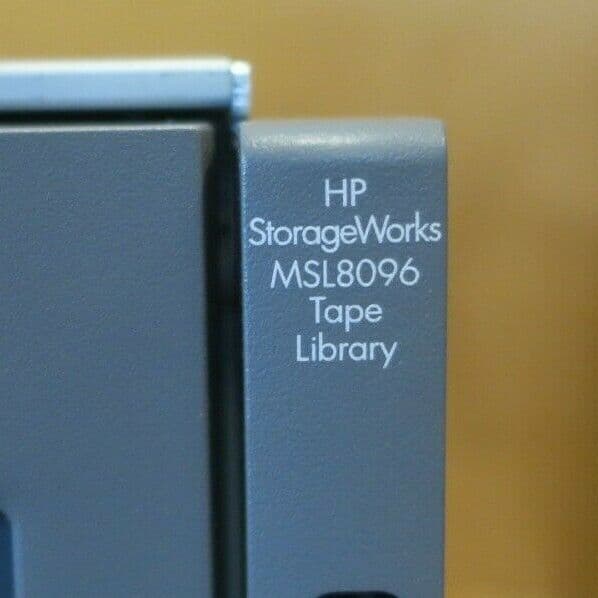 HP
StorageWorks
MSL8096
Tape
Library